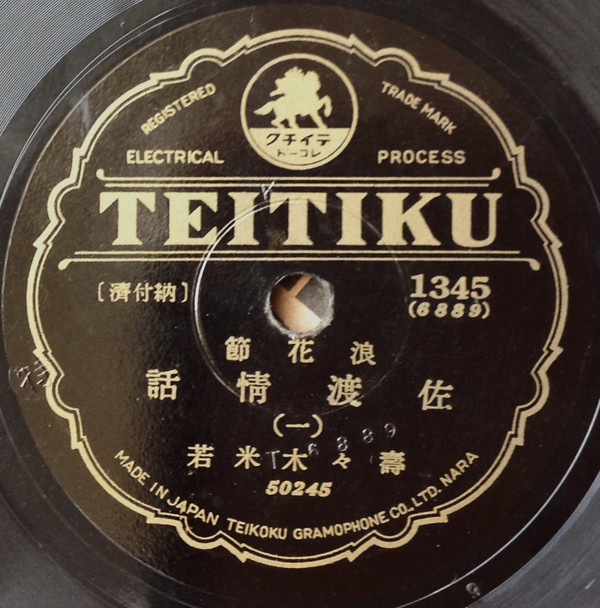 REGISTERED TRADE MARK
テイチク
レコード
ELECTRICAL PROCESS
TEITIKU
〔納付濟〕
1345
(6889)
浪花節
佐渡情話
(一)
T 6889
壽々木米若
50245
MADE IN JAPAN TEIKOKU GRAMOPHONE CO., LTD. NARA